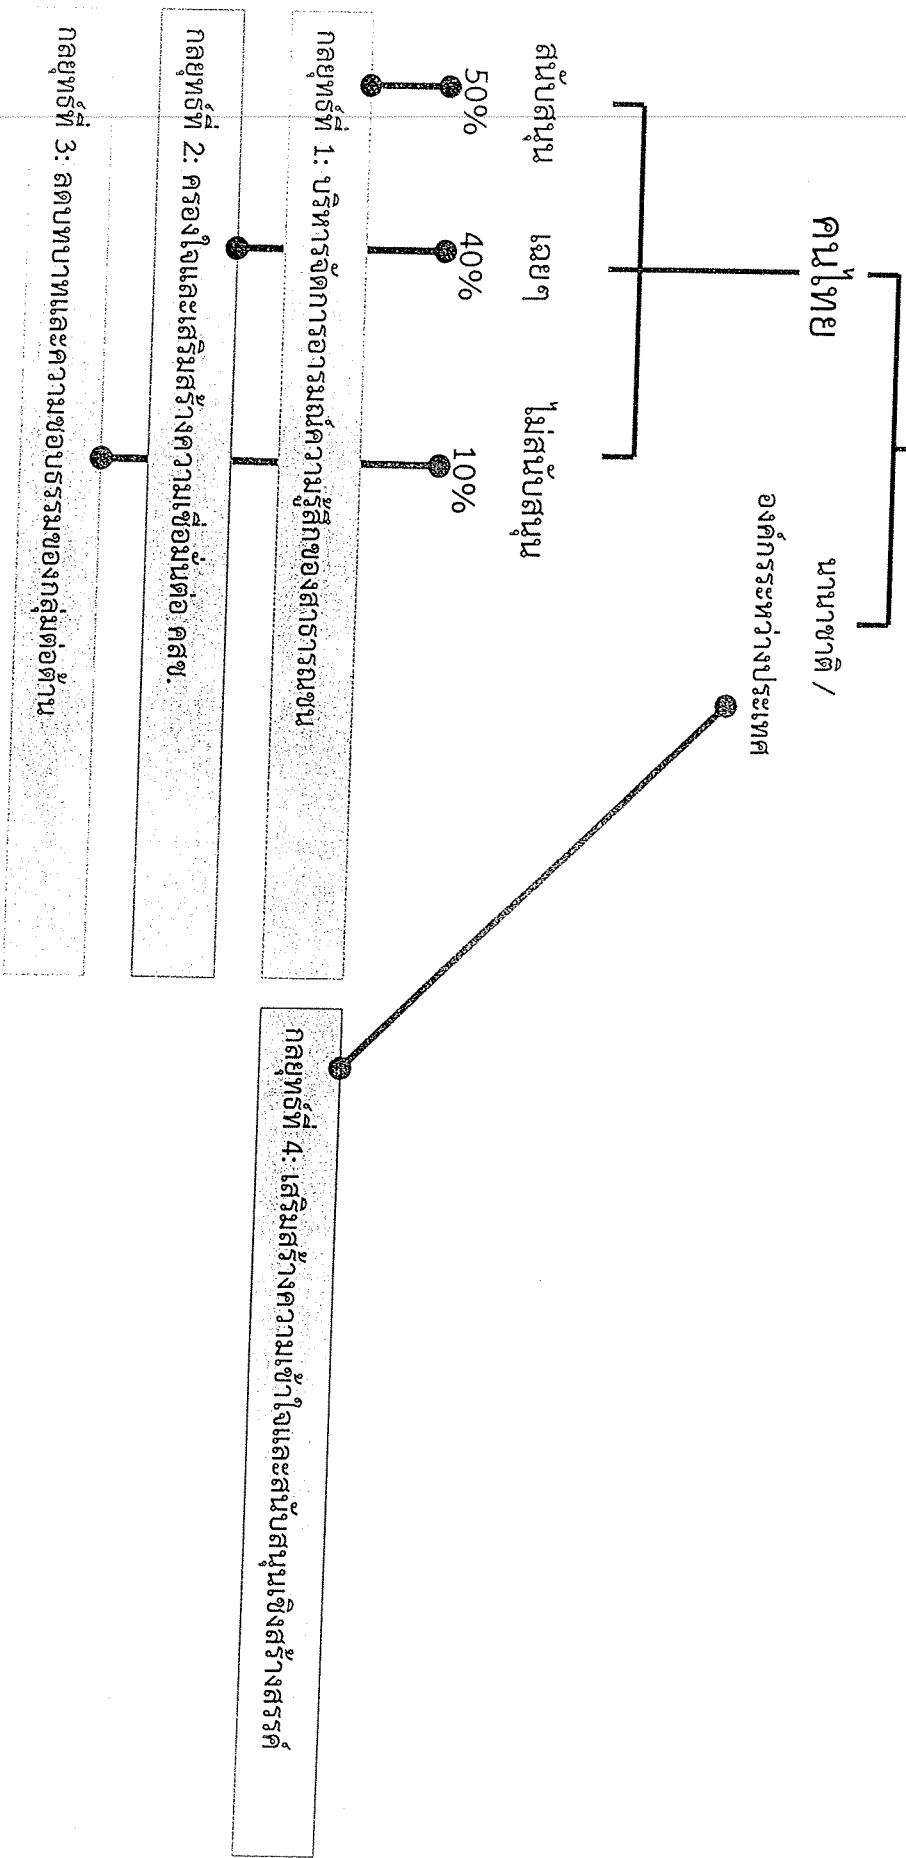 คนไทย
นานาชาติ /
องค์กรระหว่างประเทศ
สนับสนุน
เฉยๆ
ไม่สนับสนุน
50%
40%
10%
กลยุทธ์ที่ 1: บริหารจัดการอารมณ์ความรู้สึกของสาธารณชน
กลยุทธ์ที่ 2: ครองใจและเสริมสร้างความเชื่อมั่นต่อ คสช.
กลยุทธ์ที่ 3: ลดบทบาทและความชอบธรรมของกลุ่มต่อต้าน
กลยุทธ์ที่ 4: เสริมสร้างความเข้าใจและสนับสนุนเชิงสร้างสรรค์